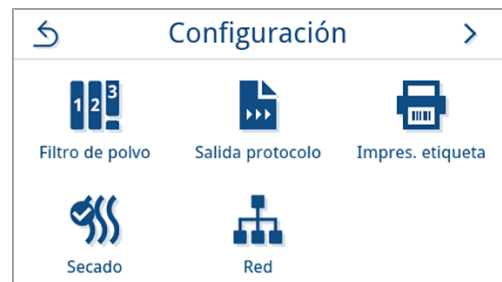 Configuración
1 2 3
Filtro de polvo
Salida protocolo
Impres. etiqueta
Secado
Red